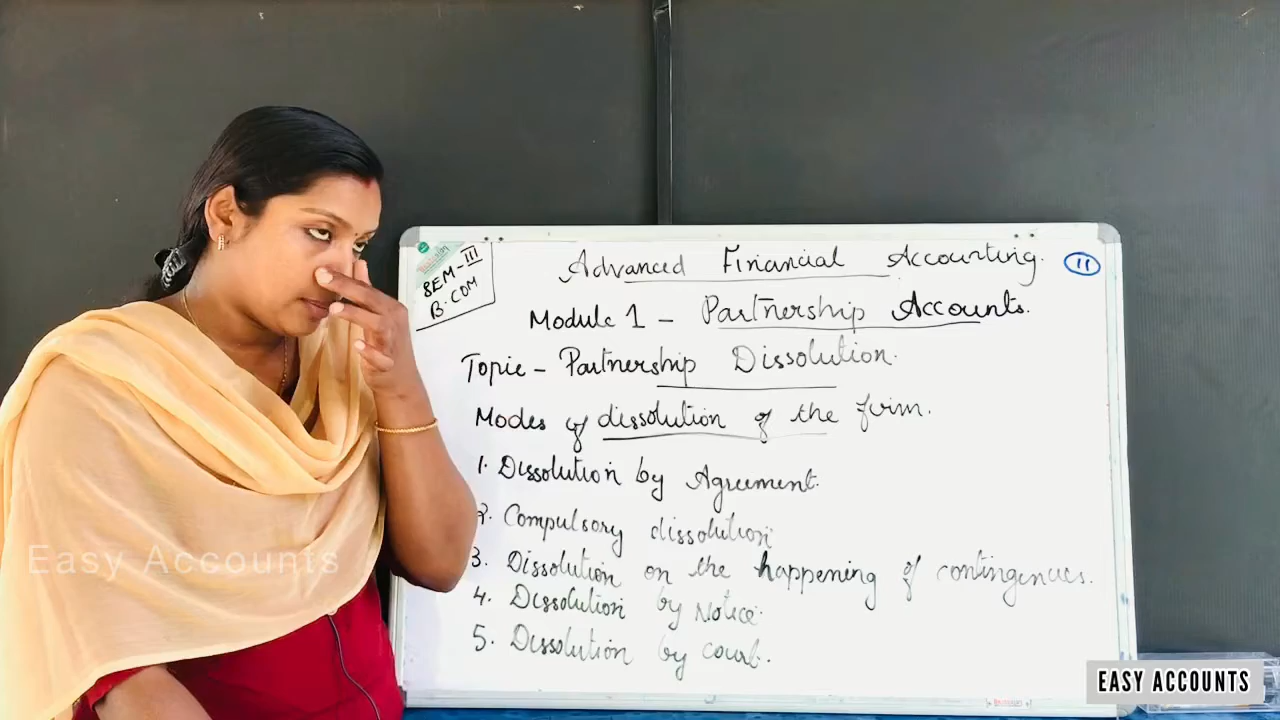 SEM-III
B.COM
Advanced Financial Accounting.
11
Module 1 - Partnership Accounts.
Topic - Partnership Dissolution.
Modes of dissolution of the firm.
1. Dissolution by Agreement.
2. Compulsory dissolution
3. Dissolution on the happening of contingencies.
4. Dissolution by Notice.
5. Dissolution by court.
Easy Accounts
EASY ACCOUNTS